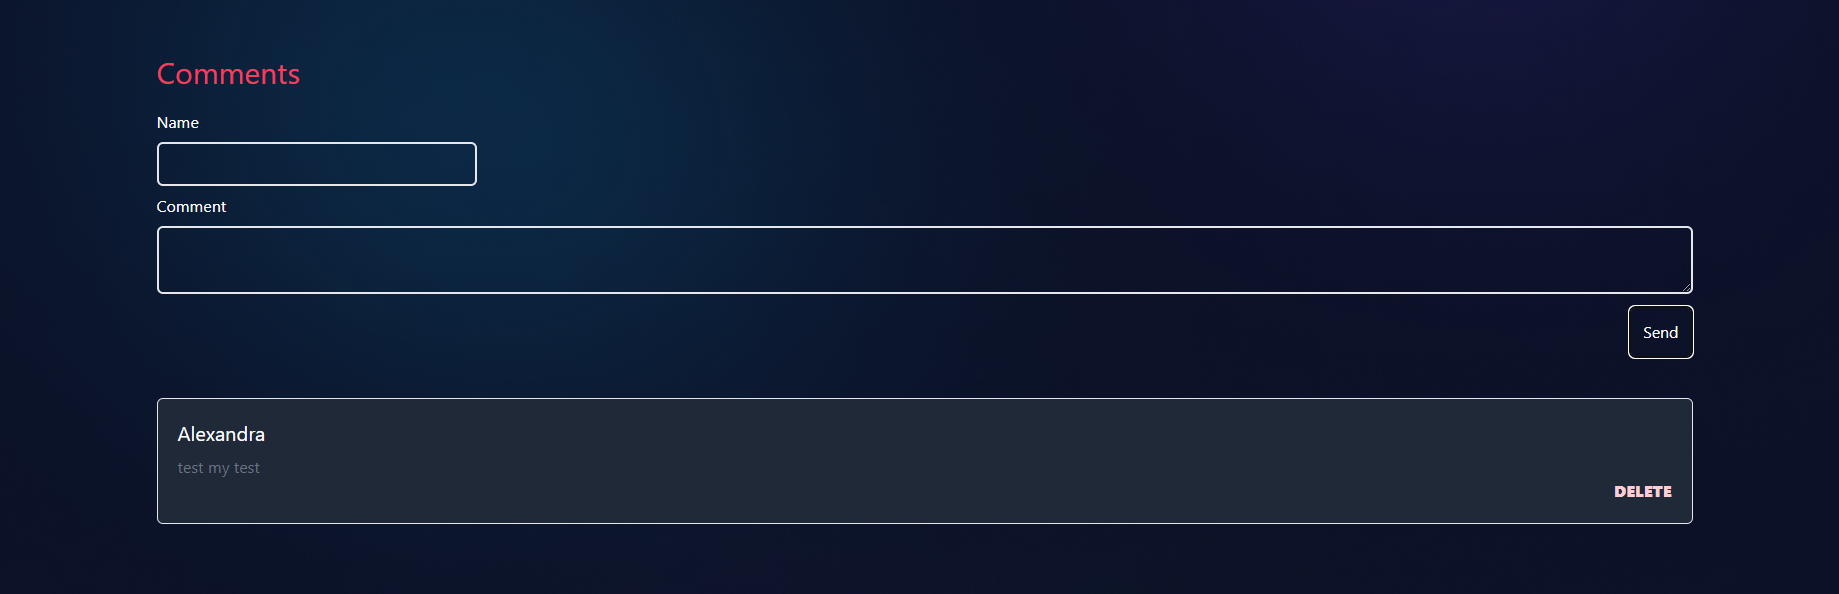 Comments
Name
Comment
Send
Alexandra
test my test
DELETE